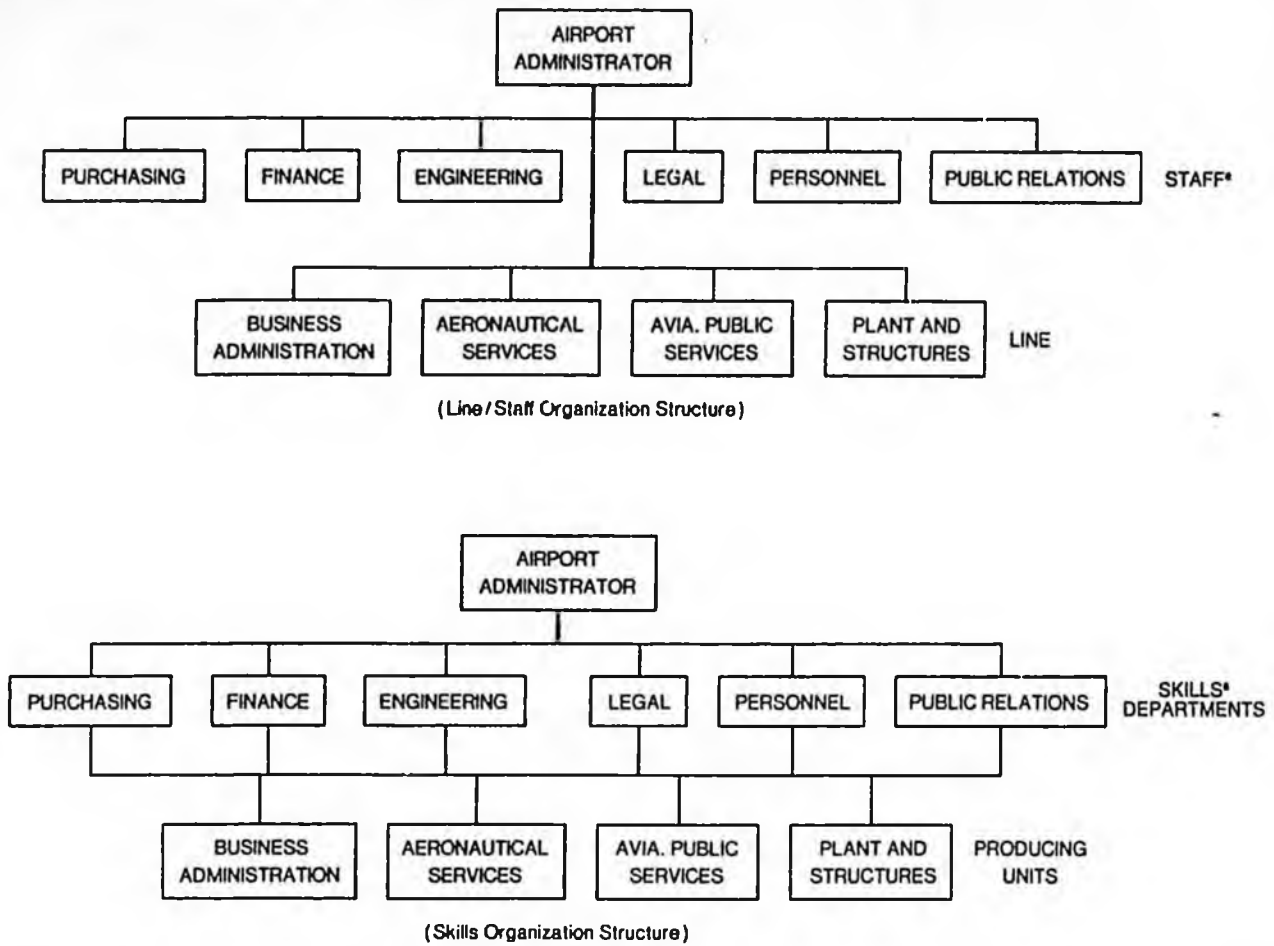 AIRPORT
ADMINISTRATOR
PURCHASING
FINANCE
ENGINEERING
LEGAL
PERSONNEL
PUBLIC RELATIONS
STAFF*
BUSINESS
ADMINISTRATION
AERONAUTICAL
SERVICES
AVIA. PUBLIC
SERVICES
PLANT AND
STRUCTURES
LINE
(Line/Staff Organization Structure)
AIRPORT
ADMINISTRATOR
PURCHASING
FINANCE
ENGINEERING
LEGAL
PERSONNEL
PUBLIC RELATIONS
SKILLS*
DEPARTMENTS
BUSINESS
ADMINISTRATION
AERONAUTICAL
SERVICES
AVIA. PUBLIC
SERVICES
PLANT AND
STRUCTURES
PRODUCING
UNITS
(Skills Organization Structure)